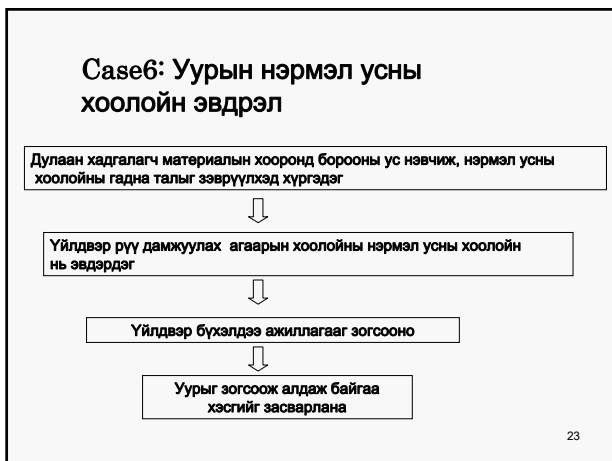 Case6: Уурын нэрмэл усны
хоолойн эвдрэл
Дулаан хадгалагч материалын хооронд борооны ус нэвчиж, нэрмэл усны
хоолойны гадна талыг зэврүүлхэд хүргэдэг
Үйлдвэр рүү дамжуулах агаарын хоолойны нэрмэл усны хоолойн
нь эвдэрдэг
Үйлдвэр бүхэлдээ ажиллагааг зогсооно
Уурыг зогсоож алдаж байгаа
хэсгийг засварлана
23